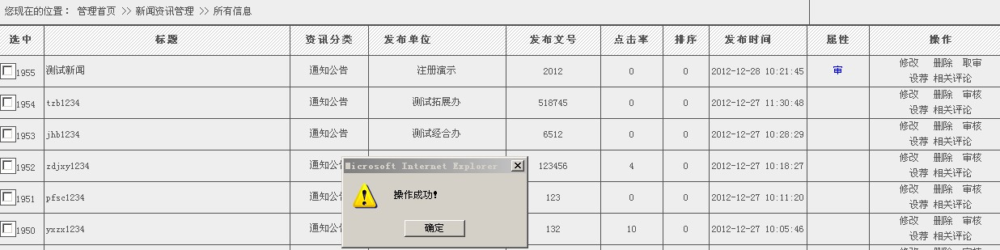 您现在的位置： 管理首页 >> 新闻资讯管理 >> 所有信息
选中 标题 资讯分类 发布单位 发布文号 点击率 排序 发布时间 属性 操作
1955 测试新闻 通知公告 注册演示 2012 0 0 2012-12-28 10:21:45 审 修改 删除 取审
设荐 相关评论
1954 tzb1234 通知公告 测试拓展办 518745 0 0 2012-12-27 11:30:48 修改 删除 审核
设荐 相关评论
1953 jhb1234 通知公告 测试经合办 6512 0 0 2012-12-27 10:28:29 修改 删除 审核
设荐 相关评论
1952 zdjxy1234 通知公 123456 4 0 2012-12-27 10:18:27 修改 删除 审核
设荐 相关评论
Microsoft Internet Explorer
操作成功!
确定
1951 pfsc1234 通知公 123 0 0 2012-12-27 10:11:20 修改 删除 审核
设荐 相关评论
1950 yxzx1234 通知公 132 10 0 2012-12-27 10:05:46 修改 删除 审核
设荐 相关评论